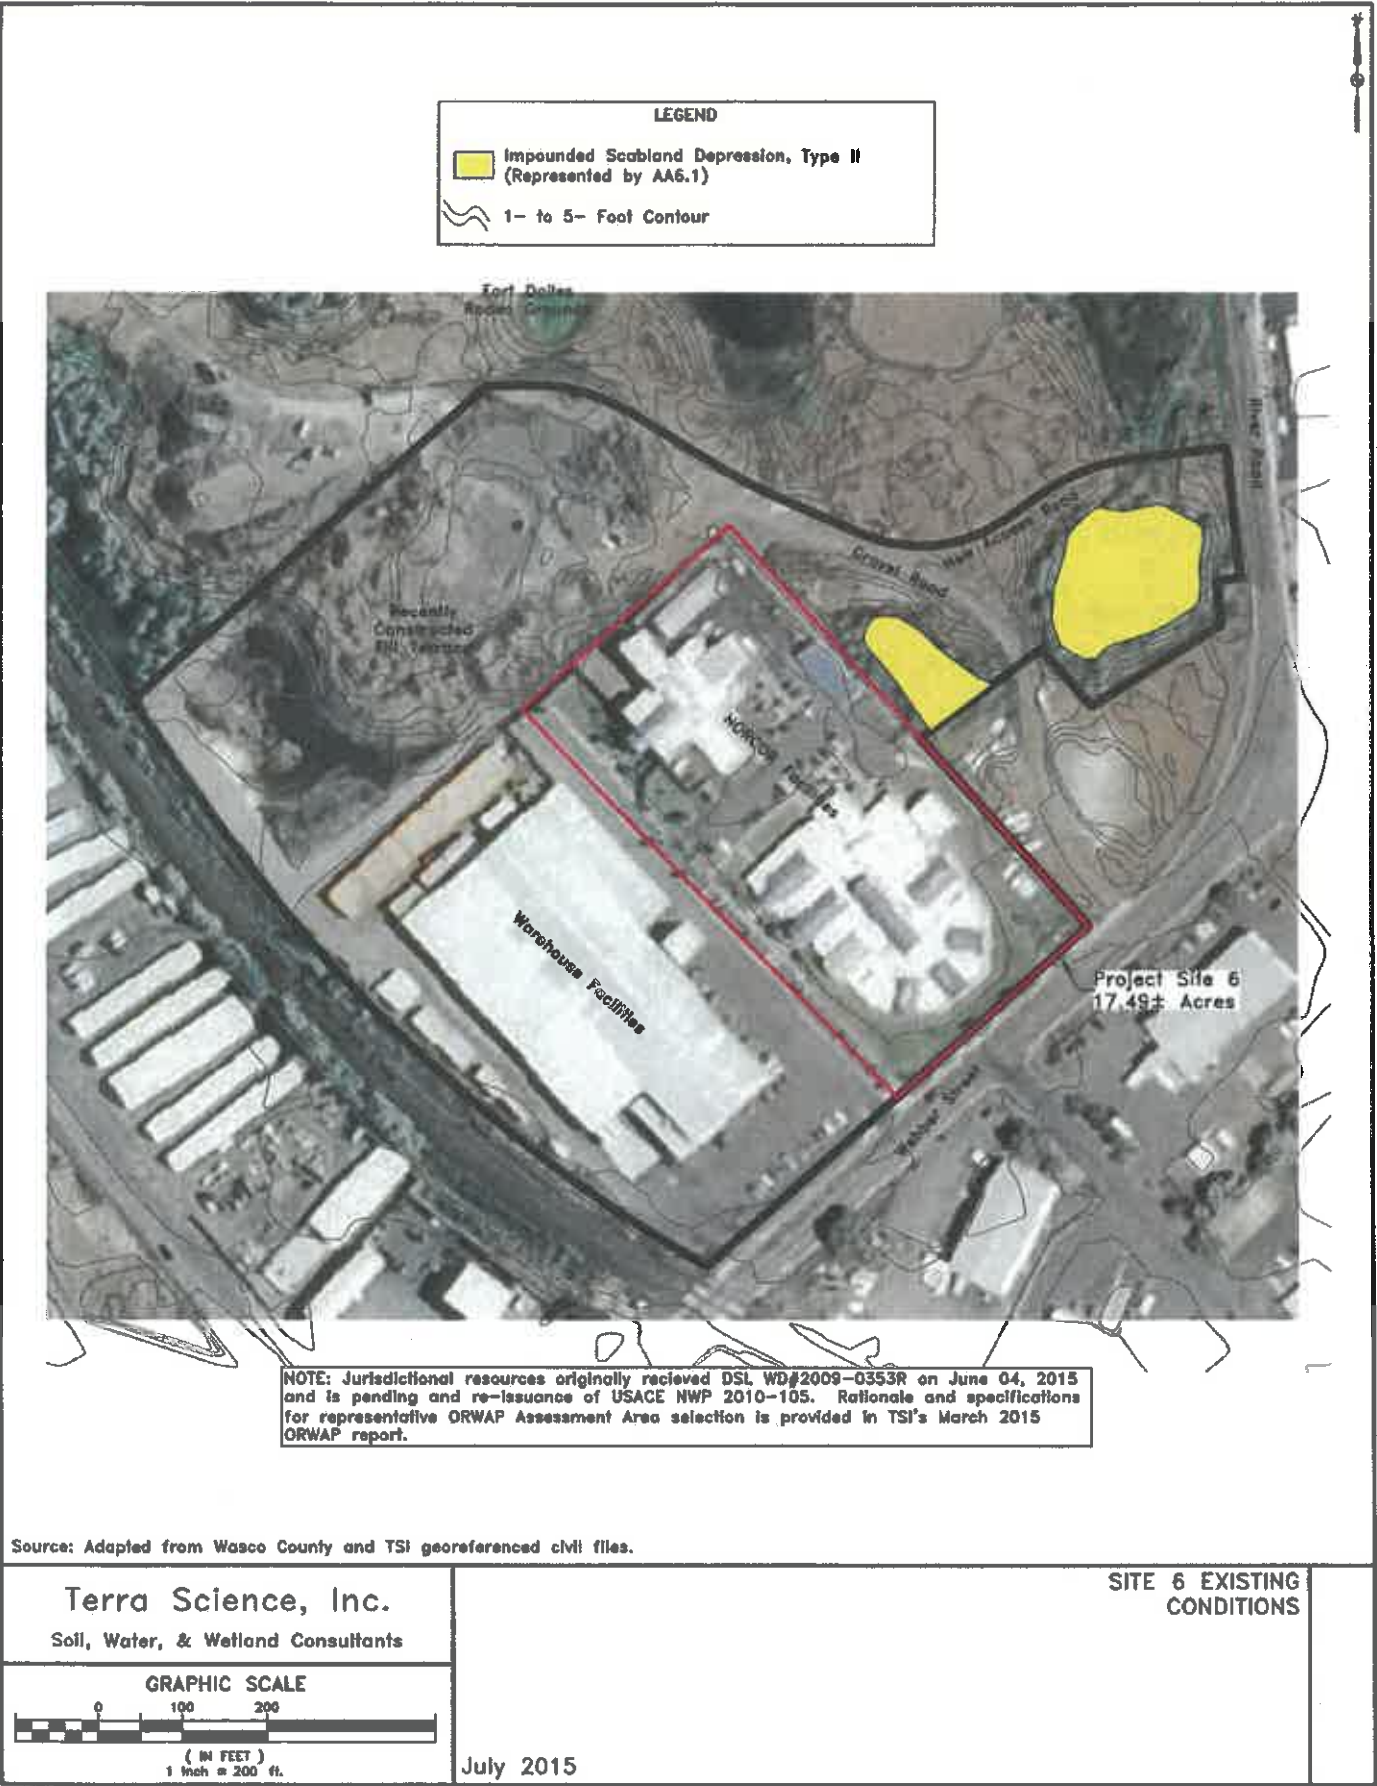 LEGEND
Impounded Scabland Depression, Type II
(Represented by AA6.1)
1- to 5- Foot Contour
Fort Dalles
Rodeo Grounds
River Road
New Access Road
Gravel Road
Recently
Constructed
Fill Terrace
NORCOR Facilities
Warehouse Facilities
Project Site 6
17.49± Acres
Webber Street
NOTE: Jurisdictional resources originally recieved DSL WD#2009-0353R on June 04, 2015
and is pending and re-issuance of USACE NWP 2010-105. Rationale and specifications
for representative ORWAP Assessment Area selection is provided in TSI's March 2015
ORWAP report.
Source: Adapted from Wasco County and TSI georeferenced civil files.
Terra Science, Inc.
Soil, Water, & Wetland Consultants
GRAPHIC SCALE
0 100 200
( IN FEET )
1 inch = 200 ft.
SITE 6 EXISTING
CONDITIONS
July 2015